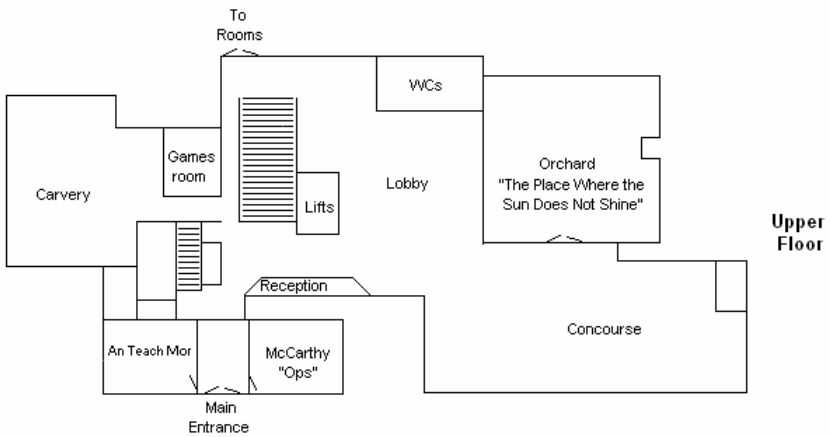 To
Rooms
WCs
Games
room
Carvery
Lifts
Lobby
Orchard
"The Place Where the
Sun Does Not Shine"
Upper
Floor
Reception
Concourse
An Teach Mor
McCarthy
"Ops"
Main
Entrance